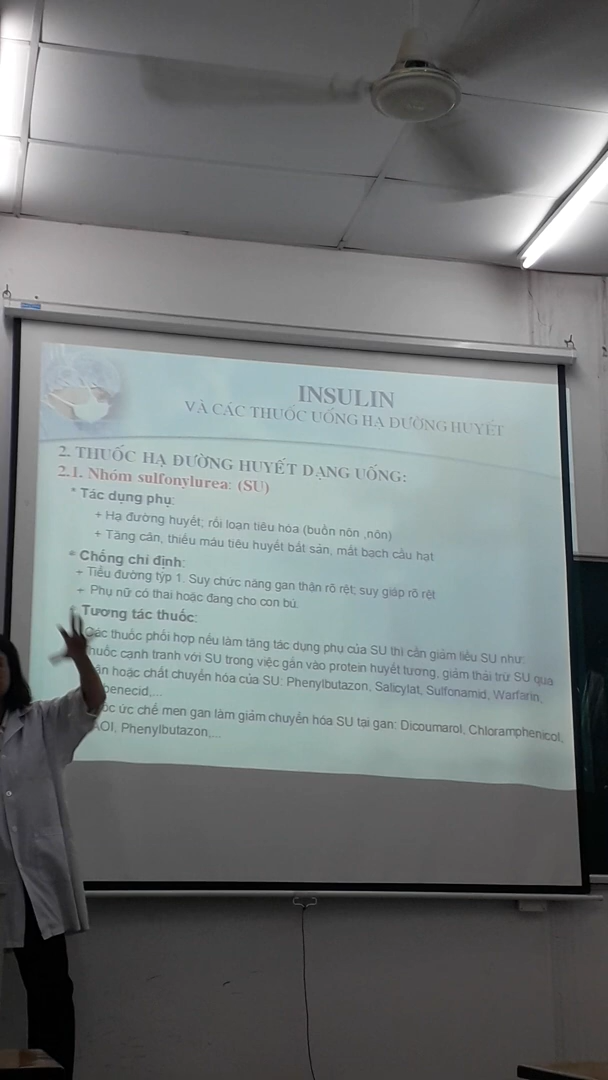 INSULIN
VÀ CÁC THUỐC UỐNG HẠ ĐƯỜNG HUYẾT
2. THUỐC HẠ ĐƯỜNG HUYẾT DẠNG UỐNG:
2.1. Nhóm sulfonylurea: (SU)
* Tác dụng phụ:
+ Hạ đường huyết; rối loạn tiêu hóa (buồn nôn ,nôn)
+ Tăng cân, thiếu máu tiêu huyết bất sản, mất bạch cầu hạt
* Chống chỉ định:
+ Tiểu đường týp 1. Suy chức năng gan thận rõ rệt; suy giáp rõ rệt
+ Phụ nữ có thai hoặc đang cho con bú.
Tương tác thuốc:
Các thuốc phối hợp nếu làm tăng tác dụng phụ của SU thì cần giảm liều SU như:
thuốc cạnh tranh với SU trong việc gắn vào protein huyết tương, giảm thải trừ SU qua
hoặc chất chuyển hóa của SU: Phenylbutazon, Salicylat, Sulfonamid, Warfarin,
benecid,...
ức chế men gan làm giảm chuyển hóa SU tại gan: Dicoumarol, Chloramphenicol,
OI, Phenylbutazon,...